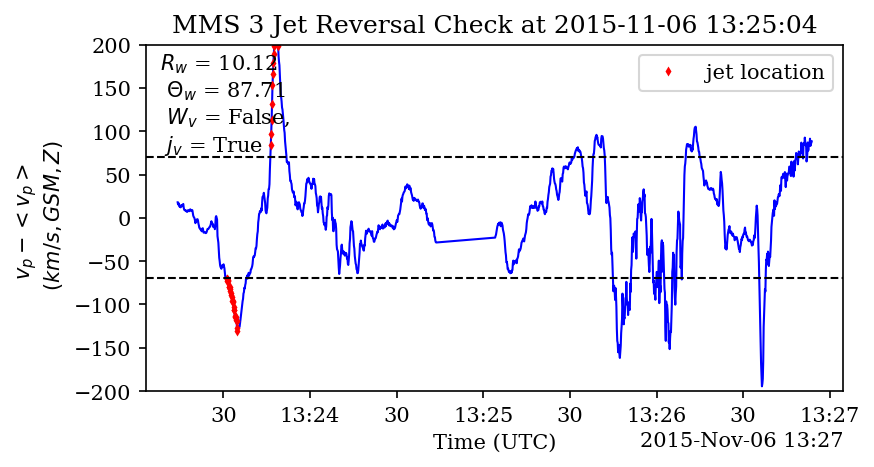 MMS 3 Jet Reversal Check at 2015-11-06 13:25:04
R_w = 10.12
Θ_w = 87.71
W_v = False,
j_v = True
jet location
v_p − < v_p >
(km/s, GSM, Z)
200
150
100
50
0
−50
−100
−150
−200
30 13:24 30 13:25 30 13:26 30 13:27
Time (UTC)
2015-Nov-06 13:27